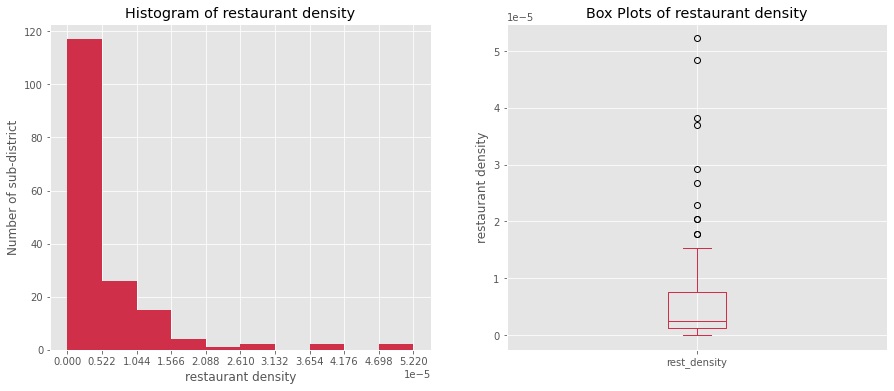 Histogram of restaurant density
Number of sub-district
120
100
80
60
40
20
0
0.000 0.522 1.044 1.566 2.088 2.610 3.132 3.654 4.176 4.698 5.220
1e−5
restaurant density
Box Plots of restaurant density
1e−5
restaurant density
5
4
3
2
1
0
rest_density